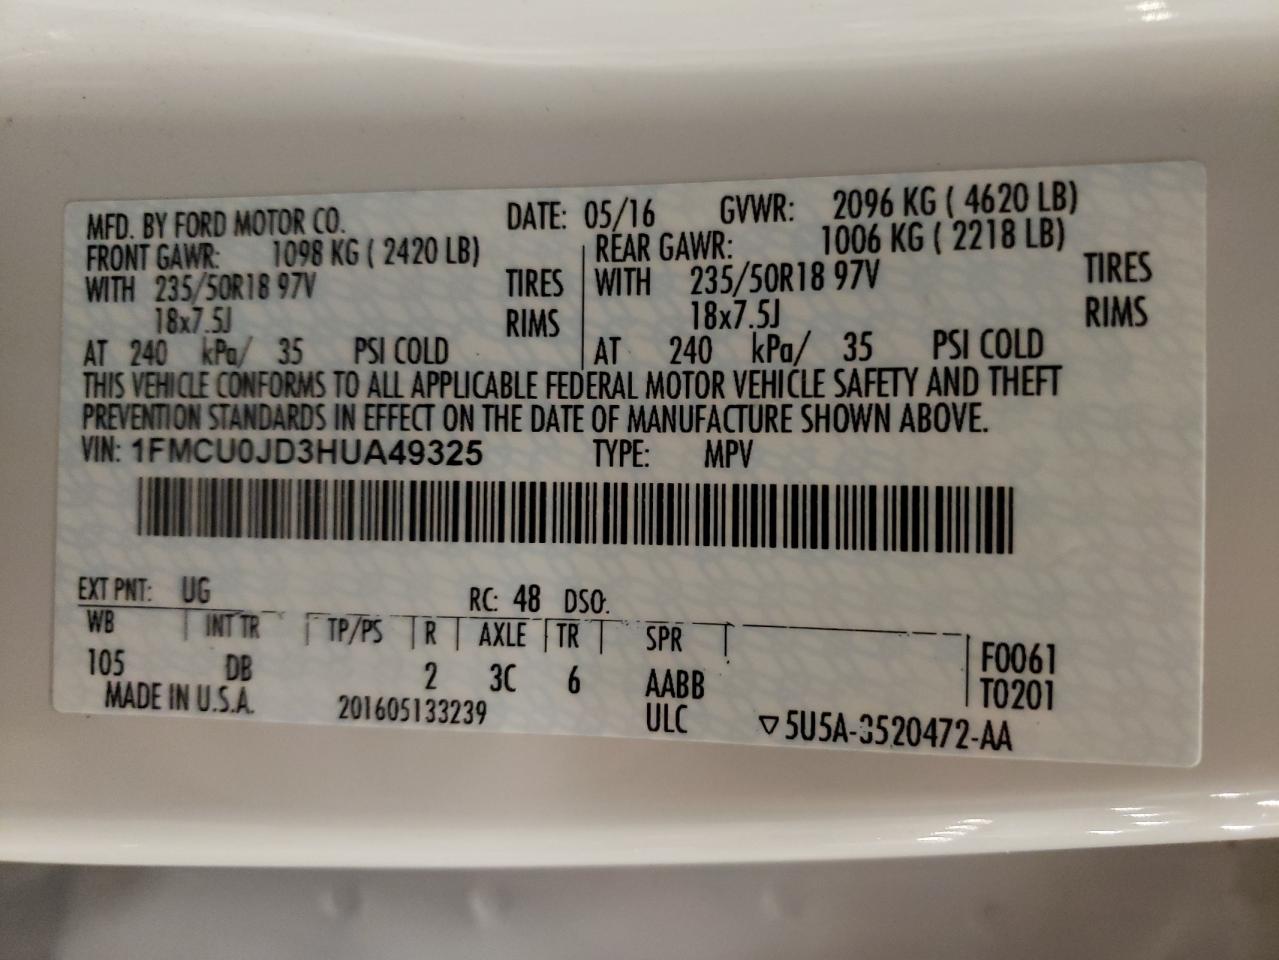 MFD. BY FORD MOTOR CO. DATE: 05/16 GVWR: 2096 KG ( 4620 LB)
FRONT GAWR: 1098 KG ( 2420 LB) REAR GAWR: 1006 KG ( 2218 LB)
WITH 235/50R18 97V TIRES WITH 235/50R18 97V TIRES
18x7.5J RIMS 18x7.5J RIMS
AT 240 kPa/ 35 PSI COLD AT 240 kPa/ 35 PSI COLD
THIS VEHICLE CONFORMS TO ALL APPLICABLE FEDERAL MOTOR VEHICLE SAFETY AND THEFT
PREVENTION STANDARDS IN EFFECT ON THE DATE OF MANUFACTURE SHOWN ABOVE.
VIN: 1FMCU0JD3HUA49325 TYPE: MPV
EXT PNT: UG RC: 48 DSO:
WB INT TR TP/PS R AXLE TR SPR F0061
105 DB 2 3C 6 AABB T0201
MADE IN U.S.A. 201605133239 ULC ▽5U5A-3520472-AA